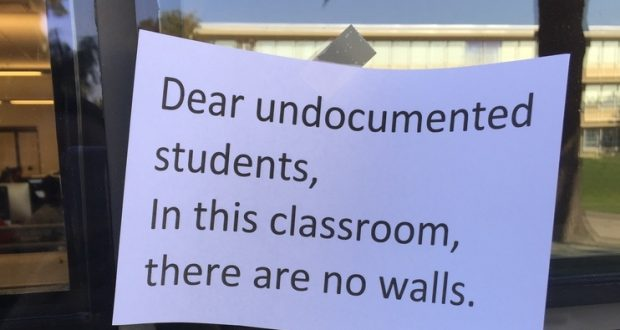 Dear undocumented
students,
In this classroom,
there are no walls.